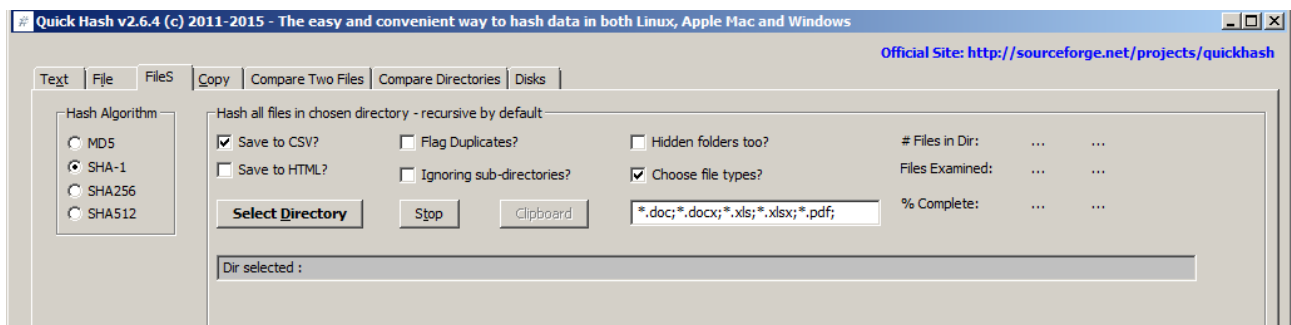 # Quick Hash v2.6.4 (c) 2011-2015 - The easy and convenient way to hash data in both Linux, Apple Mac and Windows
Official Site: http://sourceforge.net/projects/quickhash
Text File FileS Copy Compare Two Files Compare Directories Disks
Hash Algorithm
MD5
SHA-1
SHA256
SHA512
Hash all files in chosen directory - recursive by default
Save to CSV? Flag Duplicates? Hidden folders too? # Files in Dir: ... ...
Save to HTML? Ignoring sub-directories? Choose file types? Files Examined: ... ...
Select Directory Stop Clipboard *.doc;*.docx;*.xls;*.xlsx;*.pdf; % Complete: ... ...
Dir selected :